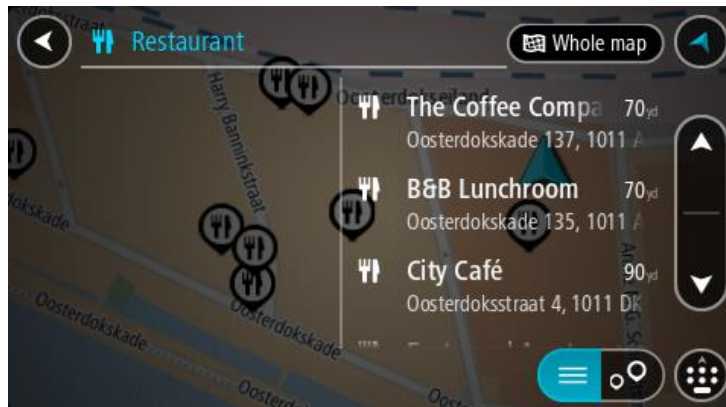 Restaurant
Whole map
Oosterdokseiland
Harry Banninkstraat
The Coffee Compa 70yd
Oosterdokskade 137, 1011 A
B&B Lunchroom 70yd
Oosterdokskade 135, 1011 A
City Café 90yd
Oosterdoksstraat 4, 1011 DK
Oosterdokskade
Oosterdokskade